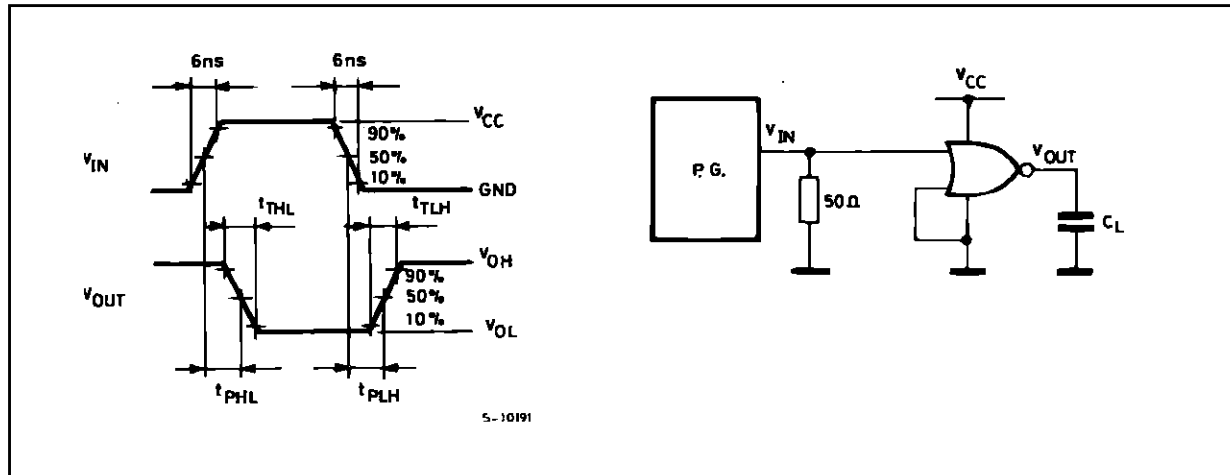 6ns
6ns
VCC
90%
VIN
50%
10%
GND
tTHL
tTLH
VOH
90%
VOUT
50%
10%
VOL
tPHL
tPLH
S-10191
VCC
VIN
P.G.
VOUT
50Ω
CL